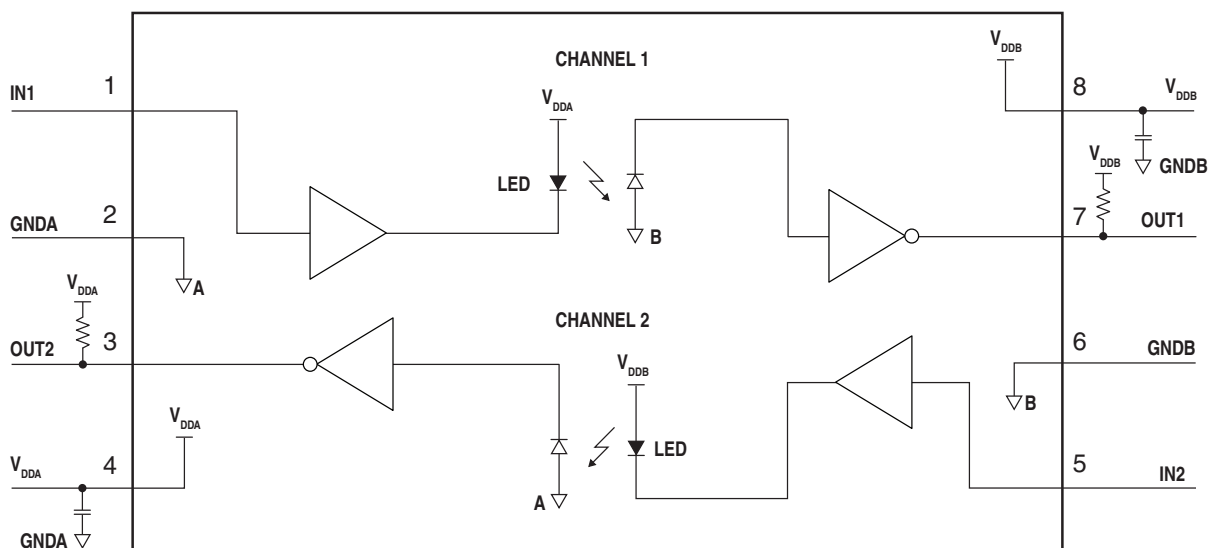 CHANNEL 1
V_DDB
IN1
1
8
V_DDB
V_DDA
GNDB
LED
V_DDB
GNDA
2
B
7
OUT1
A
V_DDA
CHANNEL 2
OUT2
3
6
GNDB
V_DDB
B
V_DDA
V_DDA
4
LED
5
IN2
A
GNDA